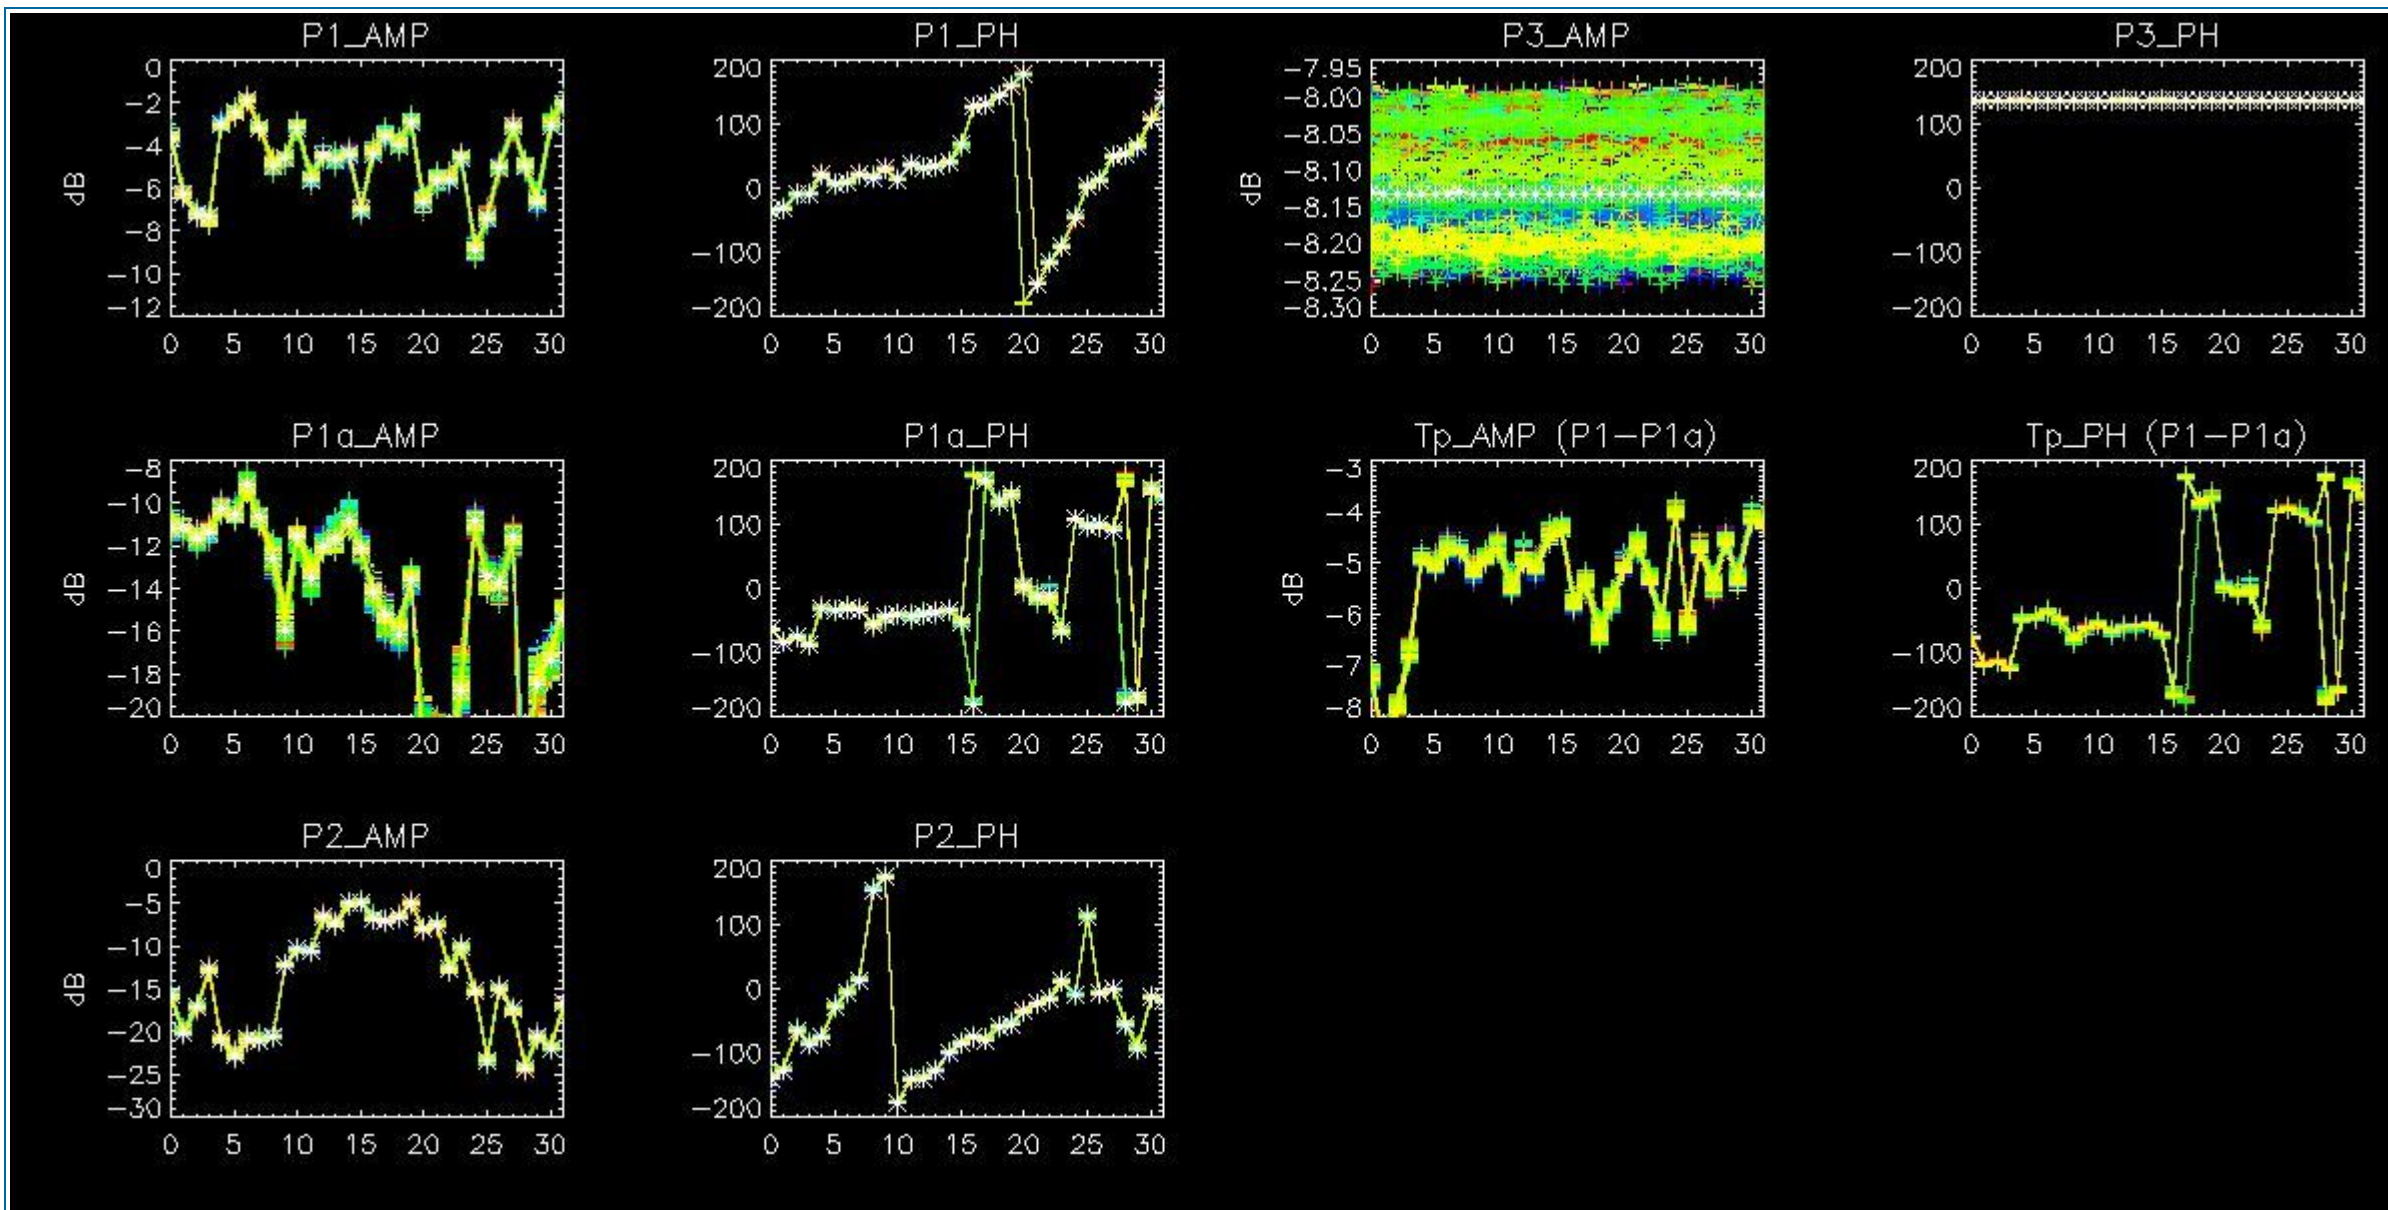 P1_AMP
0
−2
−4
−6
−8
−10
−12
dB
0 5 10 15 20 25 30
P1_PH
200
100
0
−100
−200
0 5 10 15 20 25 30
P3_AMP
−7.95
−8.00
−8.05
−8.10
−8.15
−8.20
−8.25
−8.30
dB
0 5 10 15 20 25 30
P3_PH
200
100
0
−100
−200
0 5 10 15 20 25 30
P1a_AMP
−8
−10
−12
−14
−16
−18
−20
dB
0 5 10 15 20 25 30
P1a_PH
200
100
0
−100
−200
0 5 10 15 20 25 30
Tp_AMP (P1−P1a)
−3
−4
−5
−6
−7
−8
dB
0 5 10 15 20 25 30
Tp_PH (P1−P1a)
200
100
0
−100
−200
0 5 10 15 20 25 30
P2_AMP
0
−5
−10
−15
−20
−25
−30
dB
0 5 10 15 20 25 30
P2_PH
200
100
0
−100
−200
0 5 10 15 20 25 30